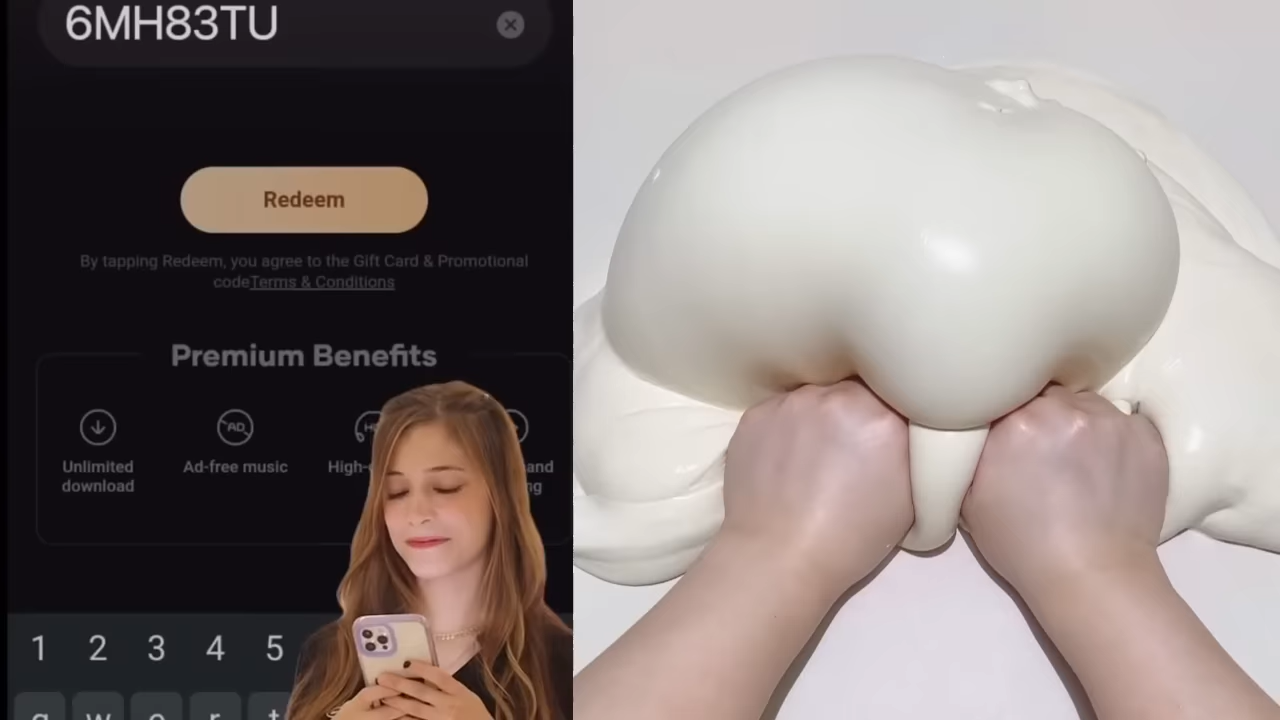 6MH83TU
Redeem
By tapping Redeem, you agree to the Gift Card & Promotional
codeTerms & Conditions
Premium Benefits
AD
Unlimited
download
Ad-free music
1 2 3 4 5
q w e r t